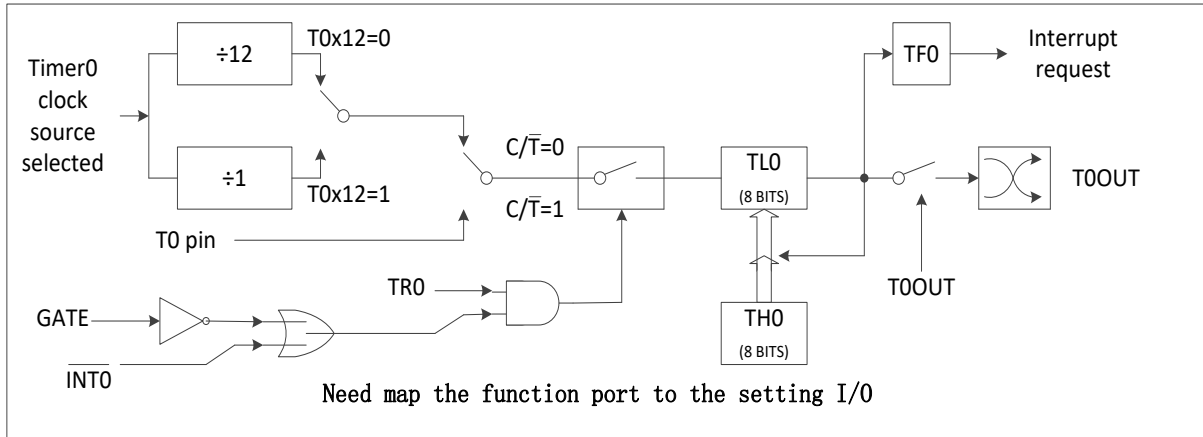 Timer0
clock
source
selected
÷12
T0x12=0
÷1
T0x12=1
T0 pin
C/T̅=0
C/T̅=1
TL0
(8 BITS)
TH0
(8 BITS)
TF0
Interrupt
request
T0OUT
T0OUT
TR0
GATE
I̅N̅T̅0̅
Need map the function port to the setting I/O